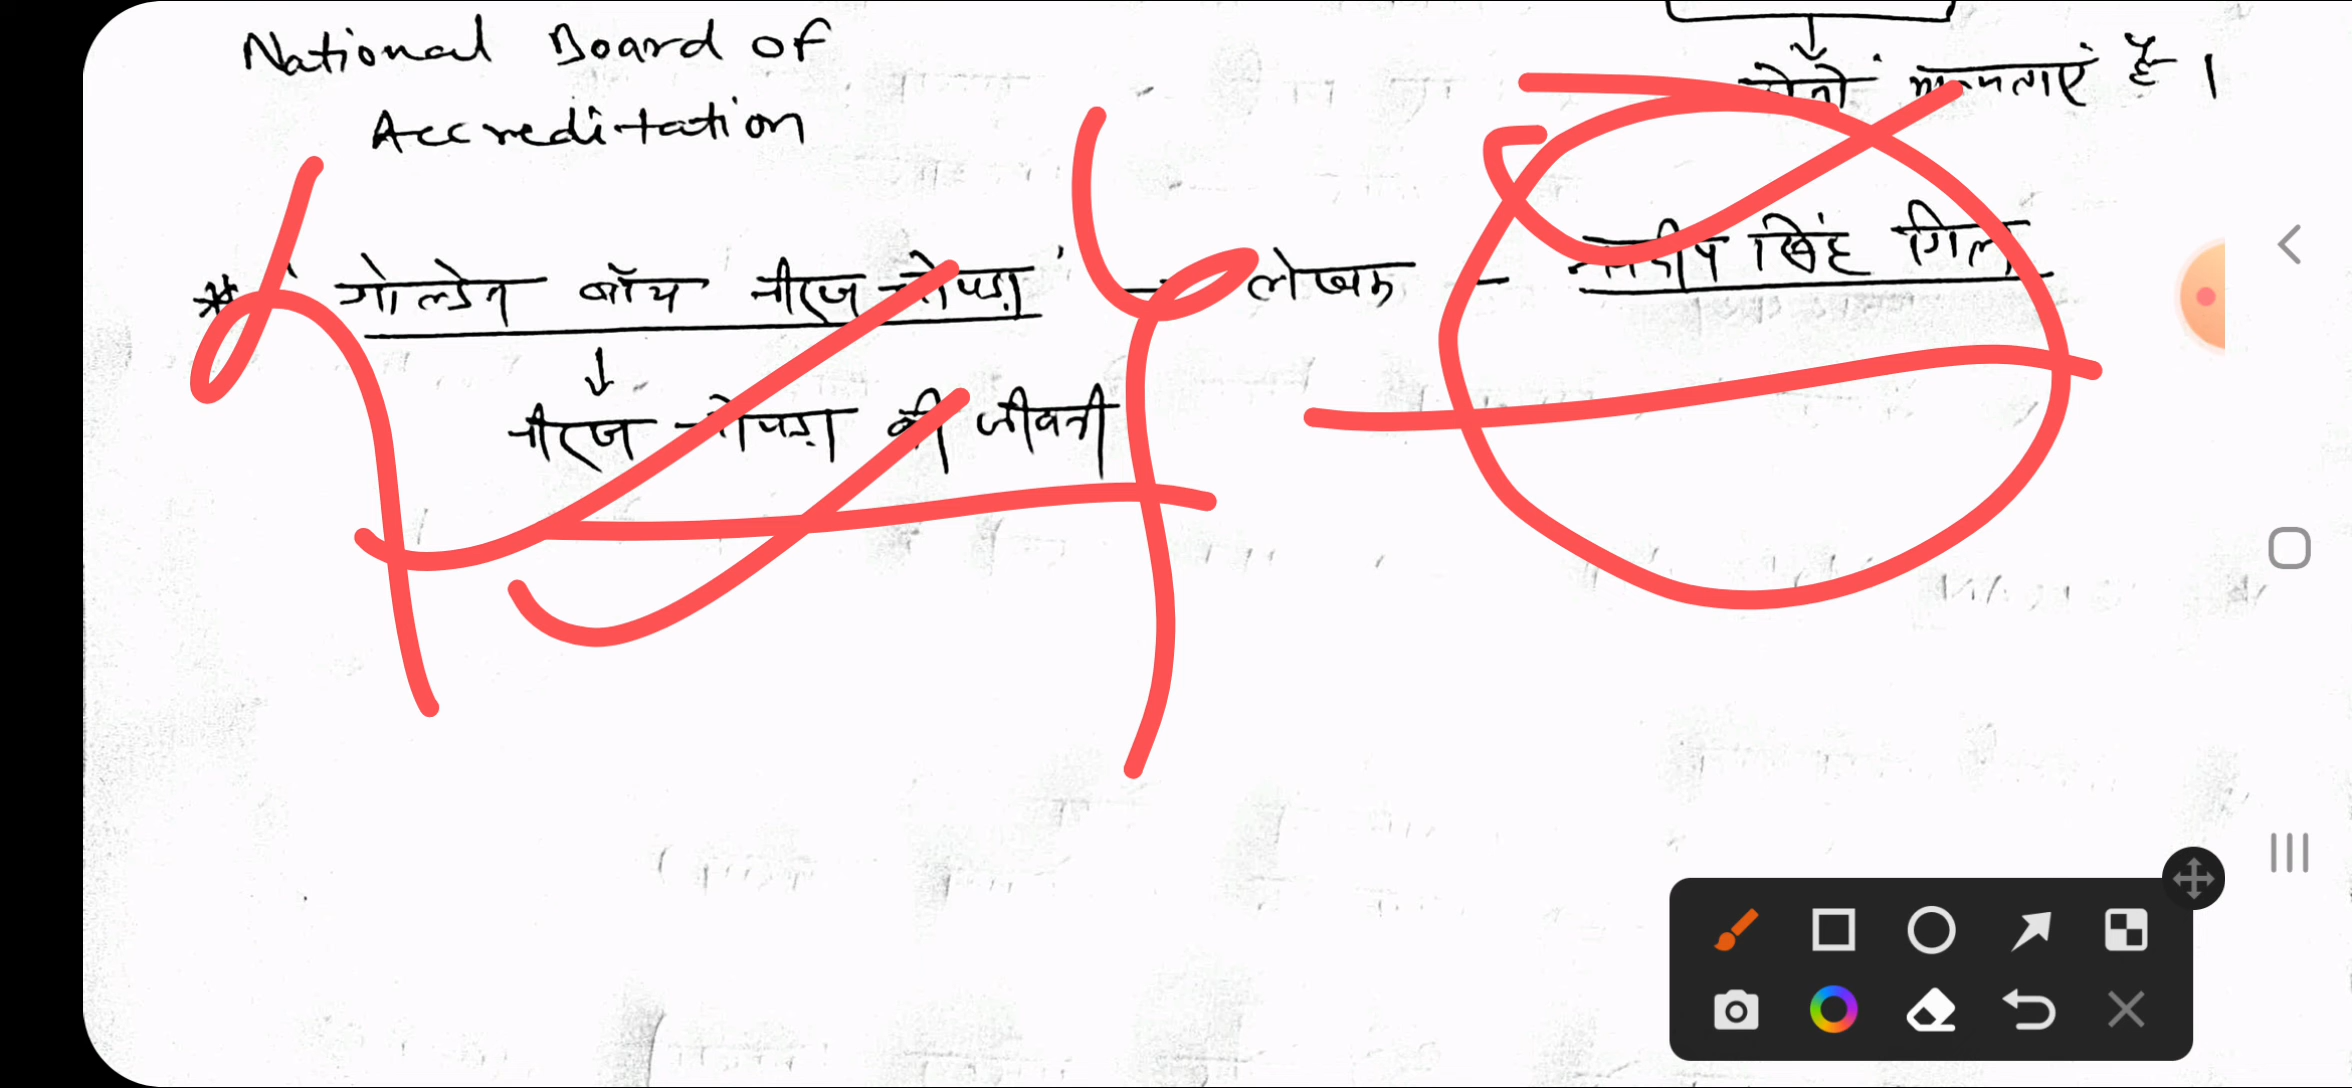 National Board of
Accreditation
दोनों मान्यताएं हैं।
* 'गोल्डेन बॉय नीरज चोपड़ा' → लेखक - नवदीप सिंह गिल
↓
नीरज चोपड़ा की जीवनी